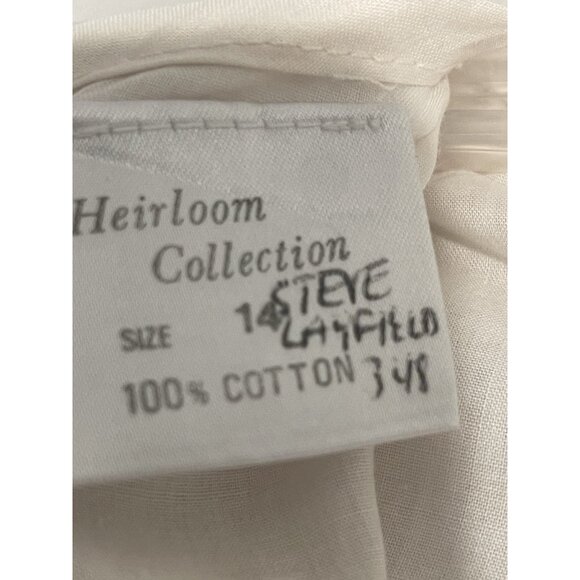 Heirloom
Collection
SIZE 14 STEVE
LAYFIELD
100% COTTON 348